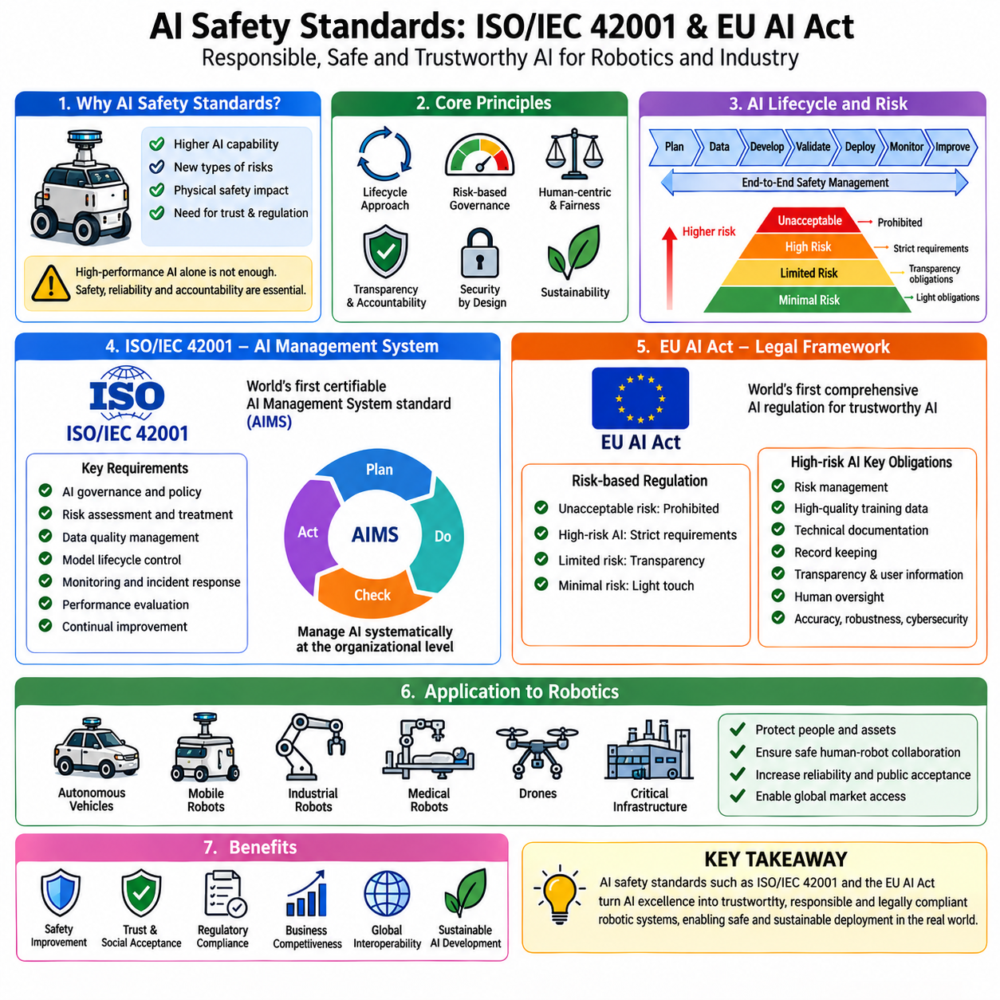 AI Safety Standards: ISO/IEC 42001 & EU AI Act
Responsible, Safe and Trustworthy AI for Robotics and Industry
1. Why AI Safety Standards?
Higher AI capability
New types of risks
Physical safety impact
Need for trust & regulation
High-performance AI alone is not enough.
Safety, reliability and accountability are essential.
2. Core Principles
Lifecycle
Approach
Risk-based
Governance
Human-centric
& Fairness
Transparency
& Accountability
Security
by Design
Sustainability
3. AI Lifecycle and Risk
Plan
Data
Develop
Validate
Deploy
Monitor
Improve
End-to-End Safety Management
Higher risk
Unacceptable
Prohibited
High Risk
Strict requirements
Limited Risk
Transparency
obligations
Minimal Risk
Light obligations
4. ISO/IEC 42001 – AI Management System
ISO
ISO/IEC 42001
World's first certifiable
AI Management System standard
(AIMS)
Key Requirements
AI governance and policy
Risk assessment and treatment
Data quality management
Model lifecycle control
Monitoring and incident response
Performance evaluation
Continual improvement
Plan
Do
Check
Act
AIMS
Manage AI systematically
at the organizational level
5. EU AI Act – Legal Framework
EU AI Act
World's first comprehensive
AI regulation for trustworthy AI
Risk-based Regulation
Unacceptable risk: Prohibited
High-risk AI: Strict requirements
Limited risk: Transparency
Minimal risk: Light touch
High-risk AI Key Obligations
Risk management
High-quality training data
Technical documentation
Record keeping
Transparency & user information
Human oversight
Accuracy, robustness, cybersecurity
6. Application to Robotics
Autonomous
Vehicles
Mobile
Robots
Industrial
Robots
Medical
Robots
Drones
Critical
Infrastructure
Protect people and assets
Ensure safe human-robot collaboration
Increase reliability and public acceptance
Enable global market access
7. Benefits
Safety
Improvement
Trust &
Social Acceptance
Regulatory
Compliance
Business
Competitiveness
Global
Interoperability
Sustainable
AI Development
KEY TAKEAWAY
AI safety standards such as ISO/IEC 42001 and the EU AI Act
turn AI excellence into trustworthy, responsible and legally compliant
robotic systems, enabling safe and sustainable deployment in the real world.